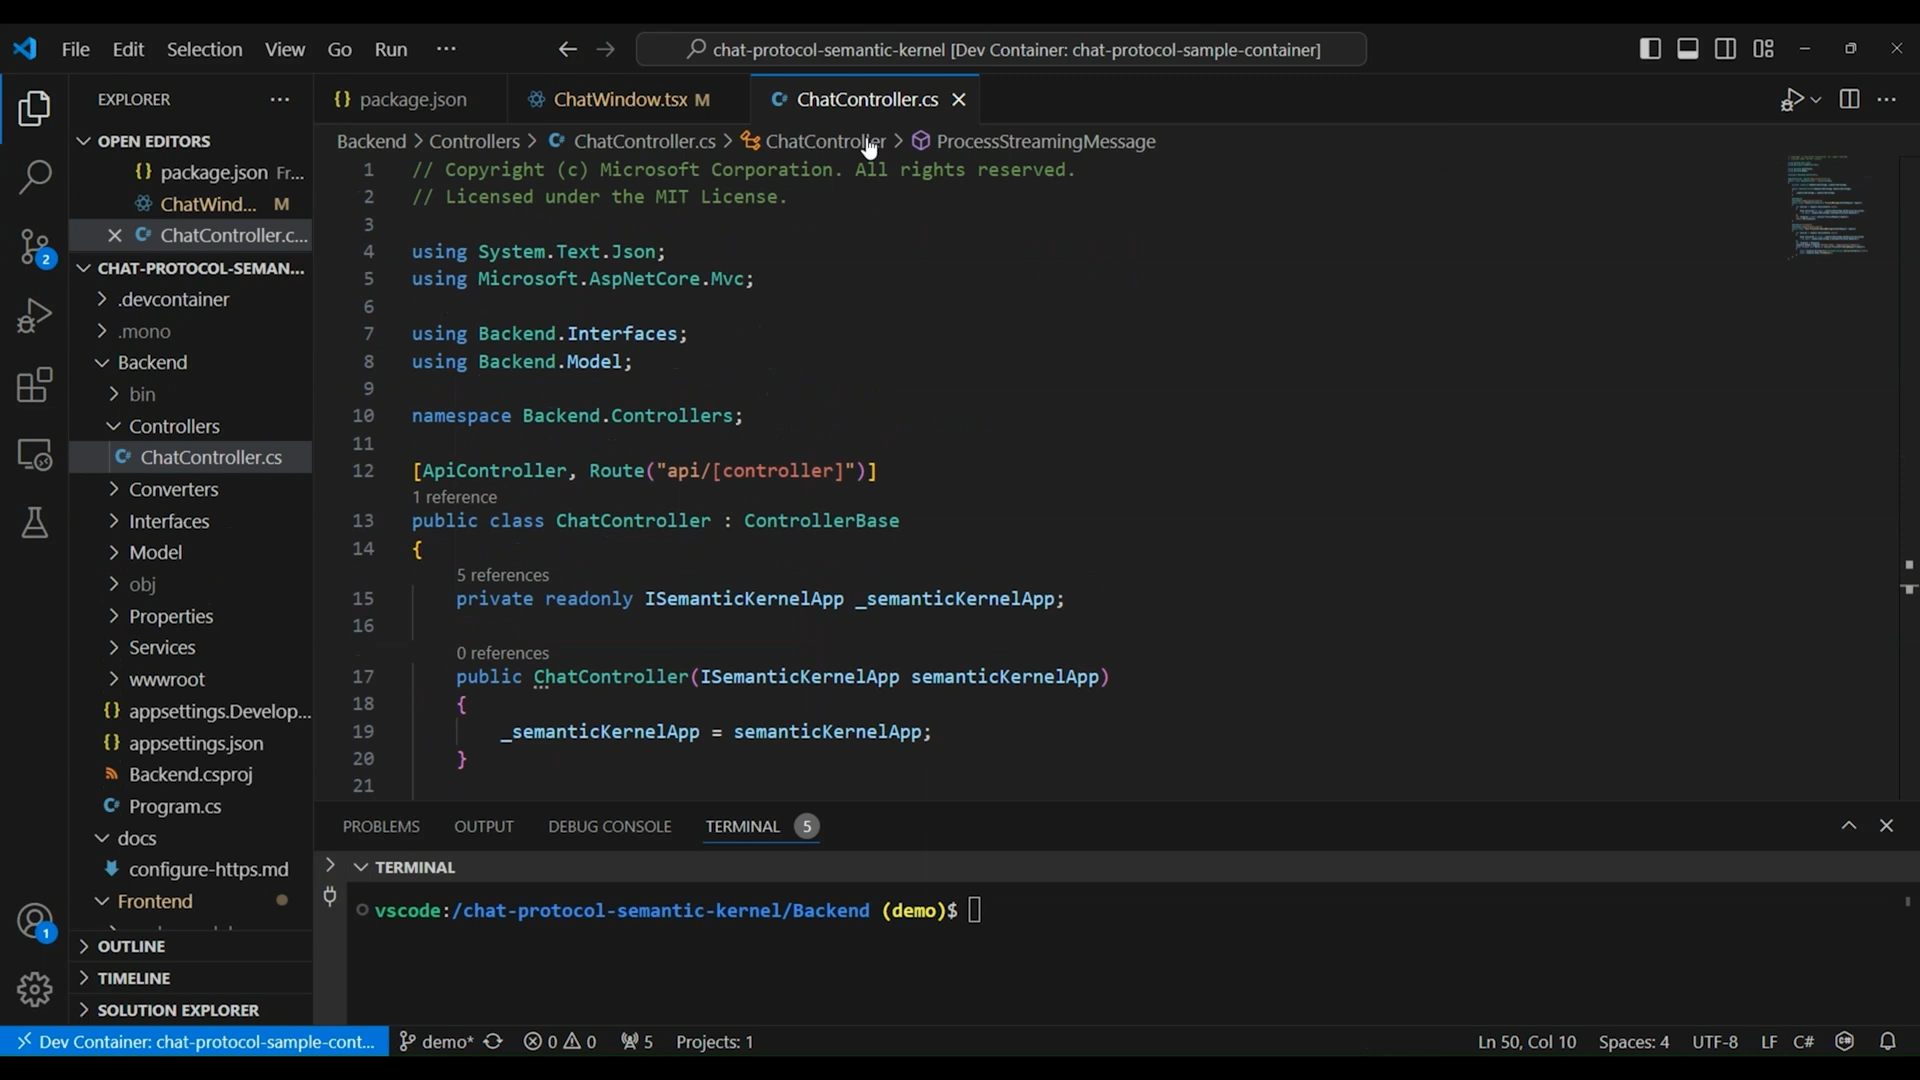 File Edit Selection View Go Run ···
chat-protocol-semantic-kernel [Dev Container: chat-protocol-sample-container]
EXPLORER
OPEN EDITORS
package.json Fr...
ChatWind... M
ChatController.c...
CHAT-PROTOCOL-SEMAN...
.devcontainer
.mono
Backend
bin
Controllers
ChatController.cs
Converters
Interfaces
Model
obj
Properties
Services
wwwroot
appsettings.Develop...
appsettings.json
Backend.csproj
Program.cs
docs
configure-https.md
Frontend
OUTLINE
TIMELINE
SOLUTION EXPLORER
2
1
package.json
ChatWindow.tsx M
ChatController.cs
Backend > Controllers > ChatController.cs > ChatController > ProcessStreamingMessage
1 // Copyright (c) Microsoft Corporation. All rights reserved.
2 // Licensed under the MIT License.
3
4 using System.Text.Json;
5 using Microsoft.AspNetCore.Mvc;
6
7 using Backend.Interfaces;
8 using Backend.Model;
9
10 namespace Backend.Controllers;
11
12 [ApiController, Route("api/[controller]")]
1 reference
13 public class ChatController : ControllerBase
14 {
5 references
15 private readonly ISemanticKernelApp _semanticKernelApp;
16
0 references
17 public ChatController(ISemanticKernelApp semanticKernelApp)
18 {
19 _semanticKernelApp = semanticKernelApp;
20 }
21
PROBLEMS OUTPUT DEBUG CONSOLE TERMINAL 5
TERMINAL
vscode:/chat-protocol-semantic-kernel/Backend (demo)$
Dev Container: chat-protocol-sample-cont... demo* 0 0 5 Projects: 1 Ln 50, Col 10 Spaces: 4 UTF-8 LF C#